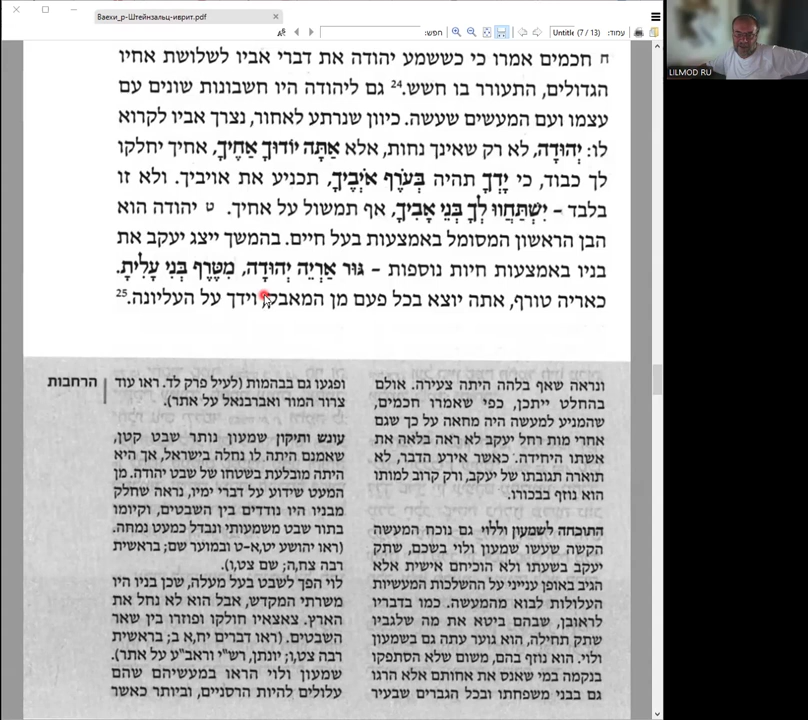 Ваехи_р-Штейнзальц-иврит.pdf
עמוד: Untitle (7 / 13) חפש:
LILMOD RU
ח חכמים אמרו כי כששמע יהודה את דברי אביו לשלושת אחיו
הגדולים, התעורר בו חשש.24 גם ליהודה היו חשבונות שונים עם
עצמו ועם המעשים שעשה. כיוון שנרתע לאחור, נצרך אביו לקרוא
לו: יְהוּדָה, לא רק שאינך נחות, אלא אַתָּה יוֹדוּךָ אַחֶיךָ, אחיך יחלקו
לך כבוד, כי יָדְךָ תהיה בְּעֹרֶף אֹיְבֶיךָ, תכניע את אויביך. ולא זו
בלבד – יִשְׁתַּחֲווּ לְךָ בְּנֵי אָבִיךָ, אף תמשול על אחיך. ט יהודה הוא
הבן הראשון המסומל באמצעות בעל חיים. בהמשך ייצג יעקב את
בניו באמצעות חיות נוספות – גּוּר אַרְיֵה יְהוּדָה, מִטֶּרֶף בְּנִי עָלִיתָ.
כאריה טורף, אתה יוצא בכל פעם מן המאבק, וידך על העליונה.25
ונראה שאף בלהה היתה צעירה. אולם
בהחלט ייתכן, כפי שאמרו חכמים,
שהמניע למעשה היה מחאה על כך שגם
אחרי מות רחל יעקב לא ראה בלאה את
אשתו היחידה. כאשר אירע הדבר, לא
תוארה תגובתו של יעקב, ורק קרוב למותו
הוא נוזף בבכורו.
התוכחה לשמעון וללוי גם נוכח המעשה
הקשה שעשו שמעון ולוי בשכם, שתק
יעקב בשעתו ולא הוכיחם אישית אלא
הגיב באופן ענייני על ההשלכות המעשיות
העלולות לבוא מהמעשה. כמו בדבריו
לראובן, שבהם ביטא את מה שלגביו
שתק תחילה, הוא גוער עתה גם בשמעון
ולוי. הוא נוזף בהם, משום שלא הסתפקו
בנקמה במי שאנס את אחותם אלא הרגו
גם בבני משפחתו ובכל הגברים שבעיר
הרחבות
ופגעו גם בבהמות (לעיל פרק לד. ראו עוד
צרור המור ואברבנאל על אתר).
עונש ותיקון שמעון נותר שבט קטן,
שאמנם היתה לו נחלה בישראל, אך היא
היתה מובלעת בשטחו של שבט יהודה. מן
המעט שידוע על דברי ימיו, נראה שחלק
מבניו היו נודדים בין השבטים, וקיומו
בתור שבט משמעותי ונבדל כמעט נמחה.
(ראו יהושע יט,א–ט ובמוער שם; בראשית
רבה צח,ה; שם צט,ו).
לוי הפך לשבט בעל מעלה, שכן בניו היו
משרתי המקדש, אבל הוא לא נחל את
הארץ. צאצאיו חולקו ופוזרו בין שאר
השבטים. (ראו דברים יח,א ב; בראשית
רבה צט,ו; יונתן, רש"י וראב"ע על אתר).
שמעון ולוי הראו במעשיהם שהם
עלולים להיות הרסניים, וביותר כאשר